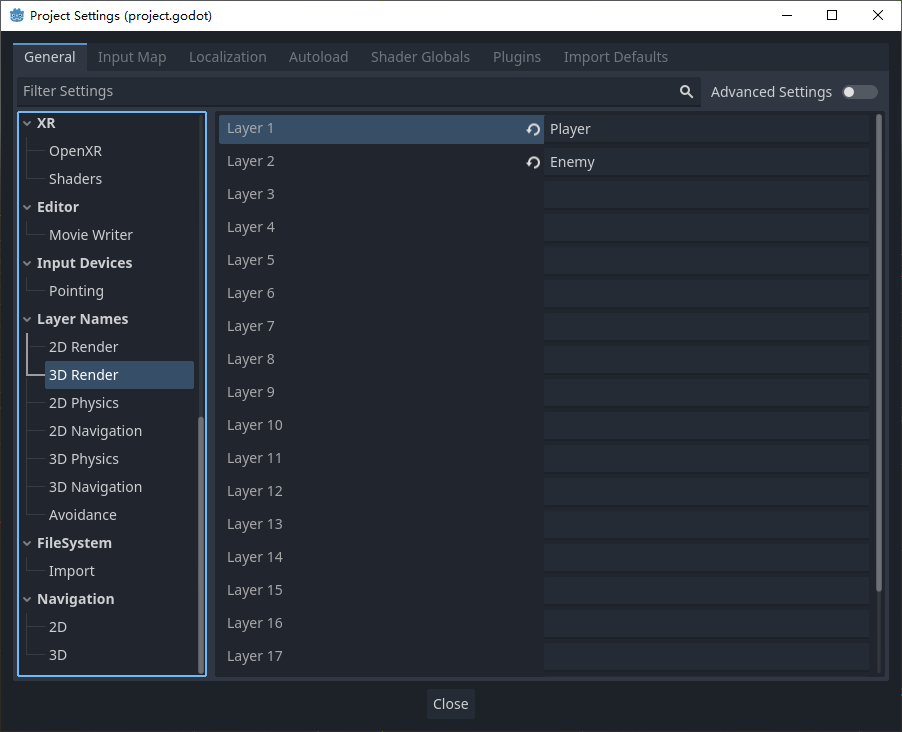 Project Settings (project.godot)
General Input Map Localization Autoload Shader Globals Plugins Import Defaults
Filter Settings Advanced Settings
XR
OpenXR
Shaders
Editor
Movie Writer
Input Devices
Pointing
Layer Names
2D Render
3D Render
2D Physics
2D Navigation
3D Physics
3D Navigation
Avoidance
FileSystem
Import
Navigation
2D
3D
Layer 1 Player
Layer 2 Enemy
Layer 3
Layer 4
Layer 5
Layer 6
Layer 7
Layer 8
Layer 9
Layer 10
Layer 11
Layer 12
Layer 13
Layer 14
Layer 15
Layer 16
Layer 17
Close